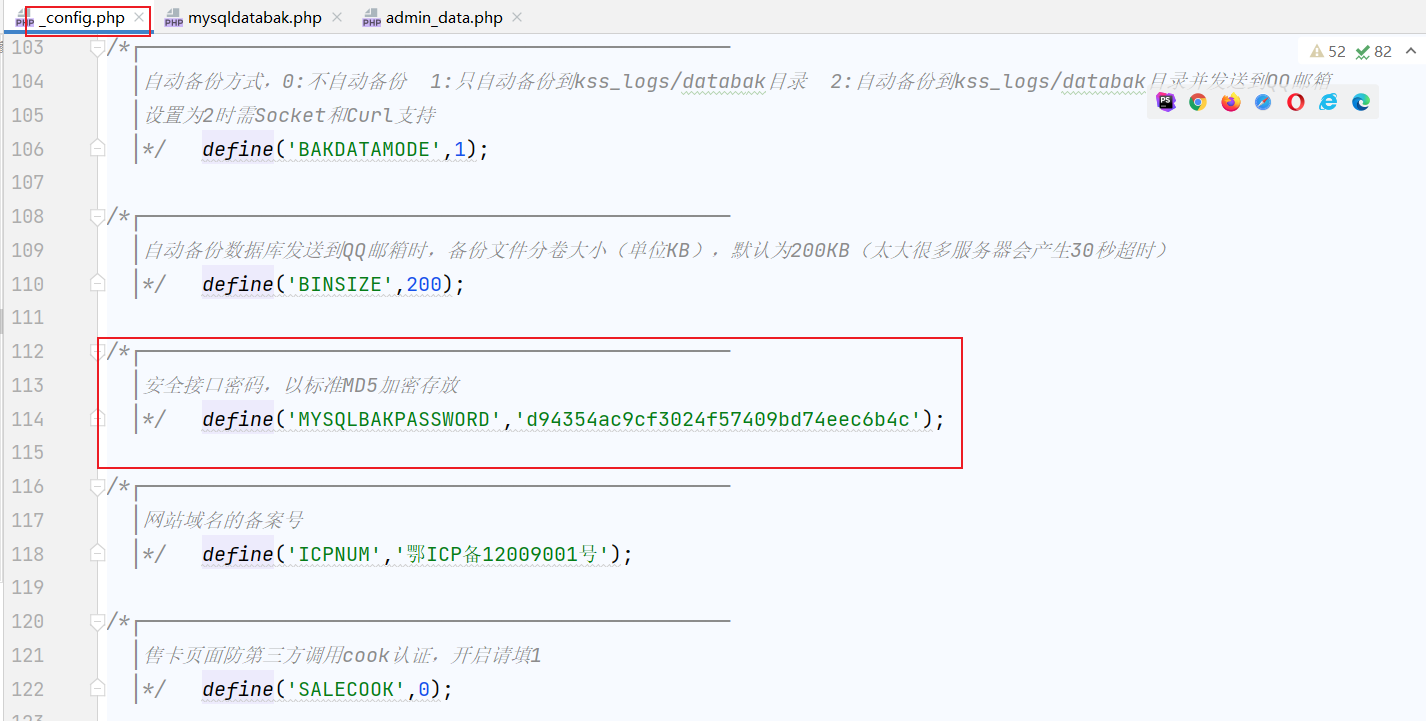 _config.php mysqldatabak.php admin_data.php
52 82
103 /*
104 自动备份方式，0:不自动备份 1:只自动备份到kss_logs/databak目录 2:自动备份到kss_logs/databak目录并发送到QQ邮箱
105 设置为2时需Socket和Curl支持
106 */ define('BAKDATAMODE',1);
107
108 /*
109 自动备份数据库发送到QQ邮箱时，备份文件分卷大小（单位KB），默认为200KB（太大很多服务器会产生30秒超时）
110 */ define('BINSIZE',200);
111
112 /*
113 安全接口密码，以标准MD5加密存放
114 */ define('MYSQLBAKPASSWORD','d94354ac9cf3024f57409bd74eec6b4c');
115
116 /*
117 网站域名的备案号
118 */ define('ICPNUM','鄂ICP备12009001号');
119
120 /*
121 售卡页面防第三方调用cook认证，开启请填1
122 */ define('SALECOOK',0);
123